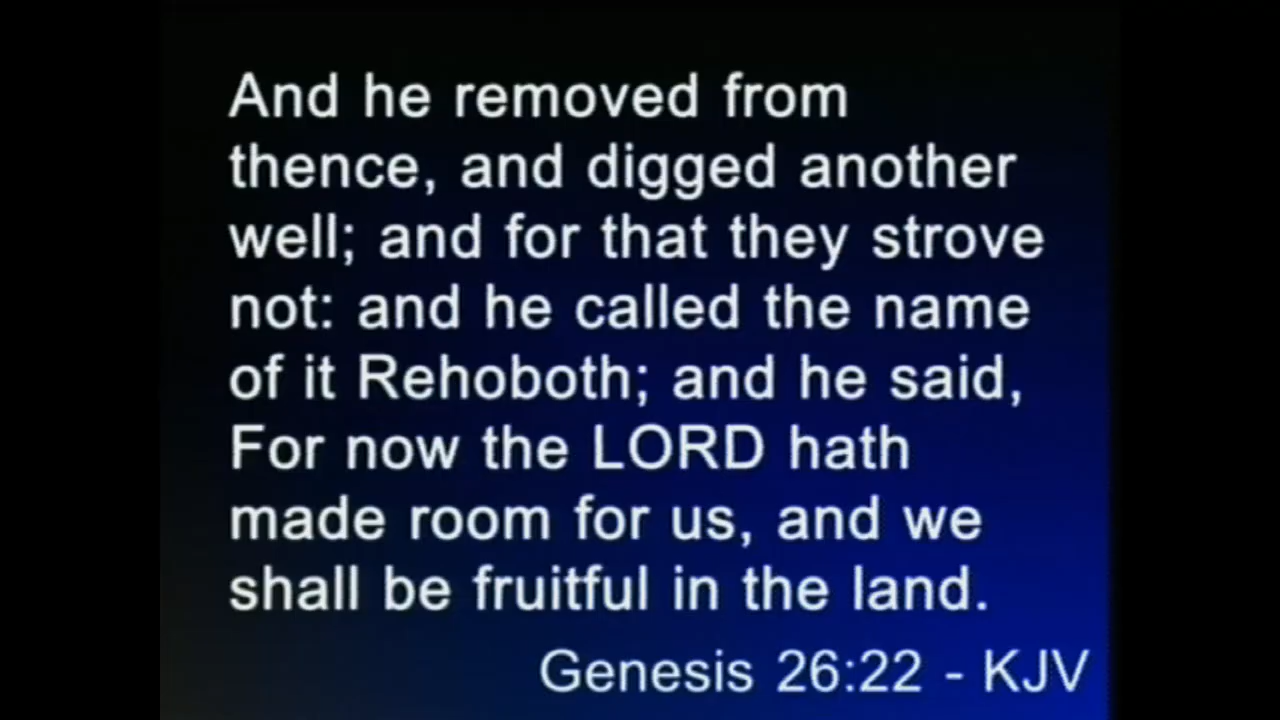 And he removed from
thence, and digged another
well; and for that they strove
not: and he called the name
of it Rehoboth; and he said,
For now the LORD hath
made room for us, and we
shall be fruitful in the land.
Genesis 26:22 - KJV